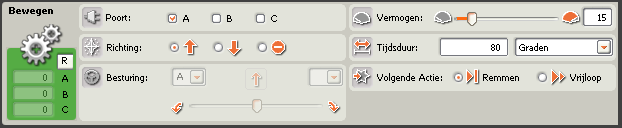 Bewegen
R
0 A
0 B
0 C
Poort: A B C
Richting:
Besturing: A
Vermogen: 15
Tijdsduur: 80 Graden
Volgende Actie: Remmen Vrijloop